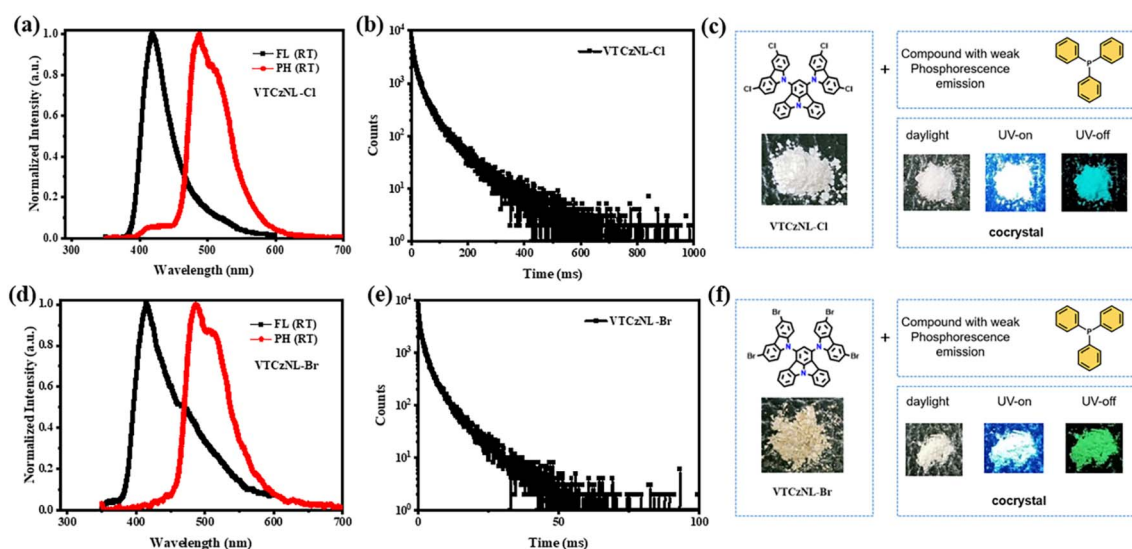 (a)
Normalized Intensity (a.u.)
1.0
0.8
0.6
0.4
0.2
0.0
FL (RT)
PH (RT)
VTCzNL-Cl
300 400 500 600 700
Wavelength (nm)
(b)
Counts
10⁴
10³
10²
10¹
10⁰
VTCzNL-Cl
0 200 400 600 800 1000
Time (ms)
(c)
Cl Cl
Cl Cl
N N
N
VTCzNL-Cl
+
Compound with weak
Phosphorescence
emission
P
daylight UV-on UV-off
cocrystal
(d)
Normalized Intensity (a.u.)
1.0
0.8
0.6
0.4
0.2
0.0
FL (RT)
PH (RT)
VTCzNL-Br
300 400 500 600 700
Wavelength (nm)
(e)
Counts
10⁴
10³
10²
10¹
10⁰
VTCzNL-Br
0 50 100
Time (ms)
(f)
Br Br
Br Br
N N
N
VTCzNL-Br
+
Compound with weak
Phosphorescence
emission
P
daylight UV-on UV-off
cocrystal